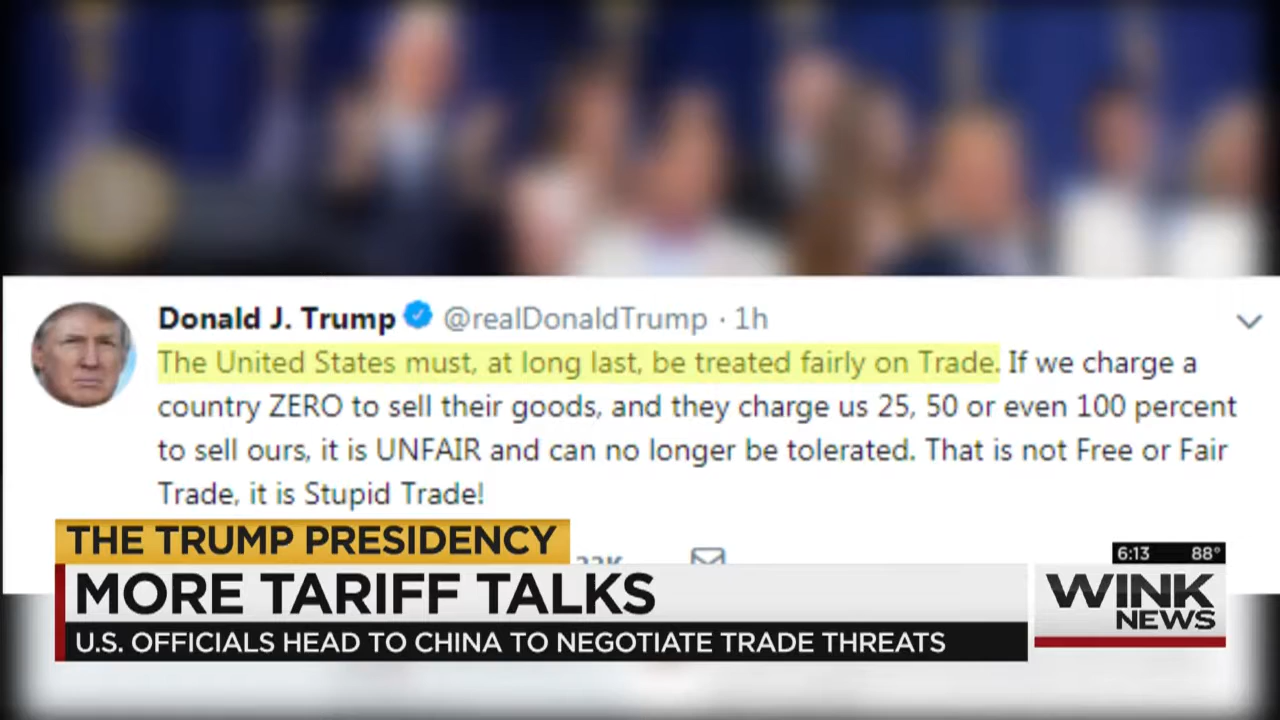 Donald J. Trump @realDonaldTrump · 1h
The United States must, at long last, be treated fairly on Trade. If we charge a
country ZERO to sell their goods, and they charge us 25, 50 or even 100 percent
to sell ours, it is UNFAIR and can no longer be tolerated. That is not Free or Fair
Trade, it is Stupid Trade!
THE TRUMP PRESIDENCY
MORE TARIFF TALKS
U.S. OFFICIALS HEAD TO CHINA TO NEGOTIATE TRADE THREATS
6:13 88°
WINK
NEWS